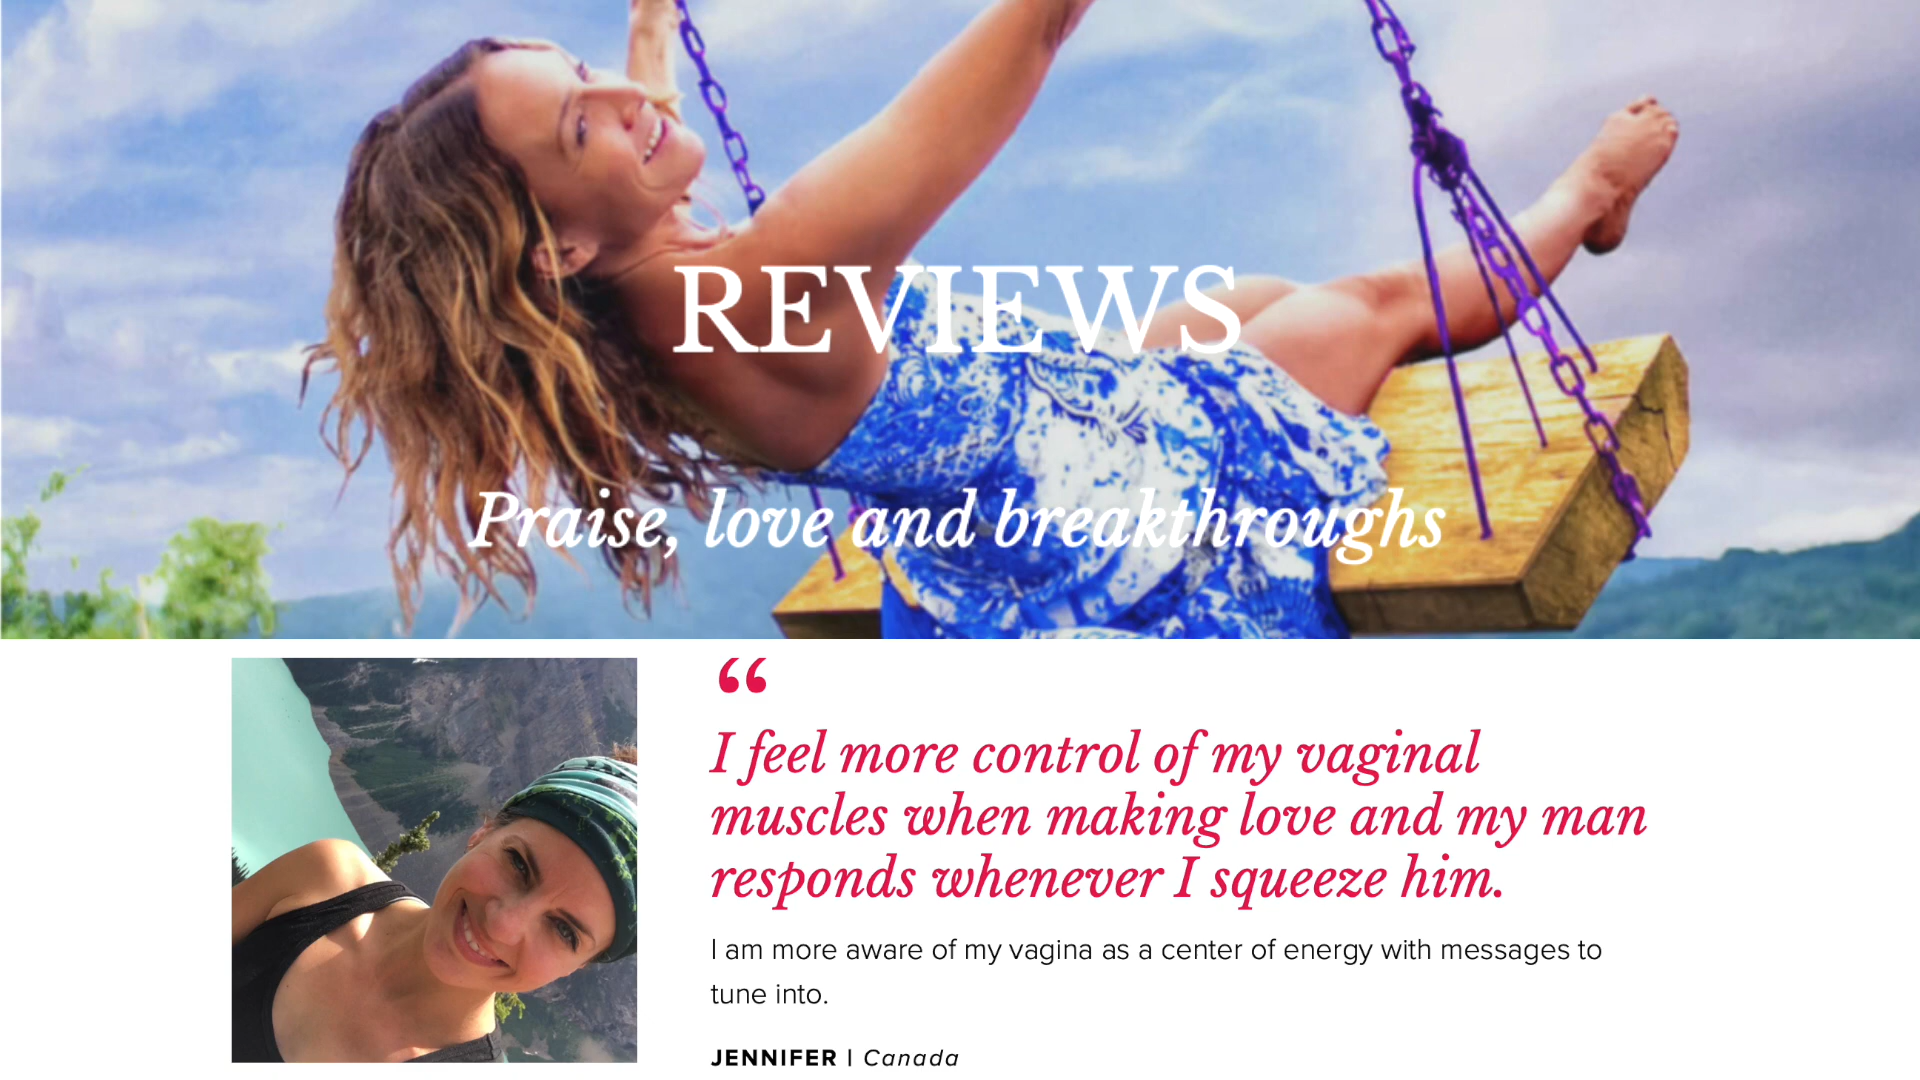 REVIEWS
Praise, love and breakthroughs
“
I feel more control of my vaginal
muscles when making love and my man
responds whenever I squeeze him.
I am more aware of my vagina as a center of energy with messages to
tune into.
JENNIFER | Canada